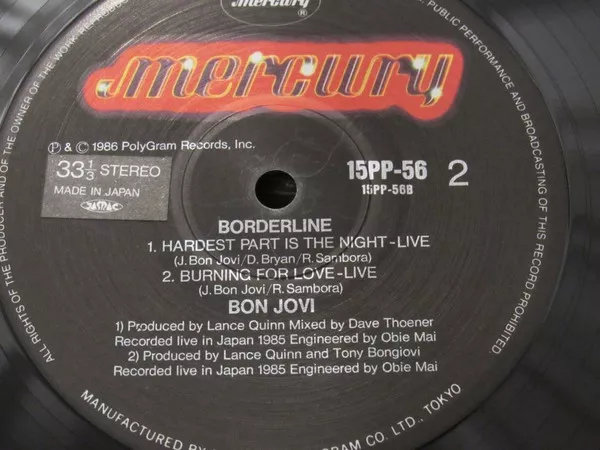 mercury
®
mercury
Ⓟ & © 1986 PolyGram Records, Inc.
33 1/3 STEREO
MADE IN JAPAN
JASRAC
15PP-56 2
15PP-56B
BORDERLINE
1. HARDEST PART IS THE NIGHT-LIVE
(J. Bon Jovi/D. Bryan/R. Sambora)
2. BURNING FOR LOVE-LIVE
(J. Bon Jovi/R. Sambora)
BON JOVI
1) Produced by Lance Quinn Mixed by Dave Thoener
Recorded live in Japan 1985 Engineered by Obie Mai
2) Produced by Lance Quinn and Tony Bongiovi
Recorded live in Japan 1985 Engineered by Obie Mai
ALL RIGHTS OF THE PRODUCER AND OF THE OWNER OF THE WORK
PUBLIC PERFORMANCE AND BROADCASTING OF THIS RECORD PROHIBITED.
MANUFACTURED BY GRAM CO. LTD., TOKYO